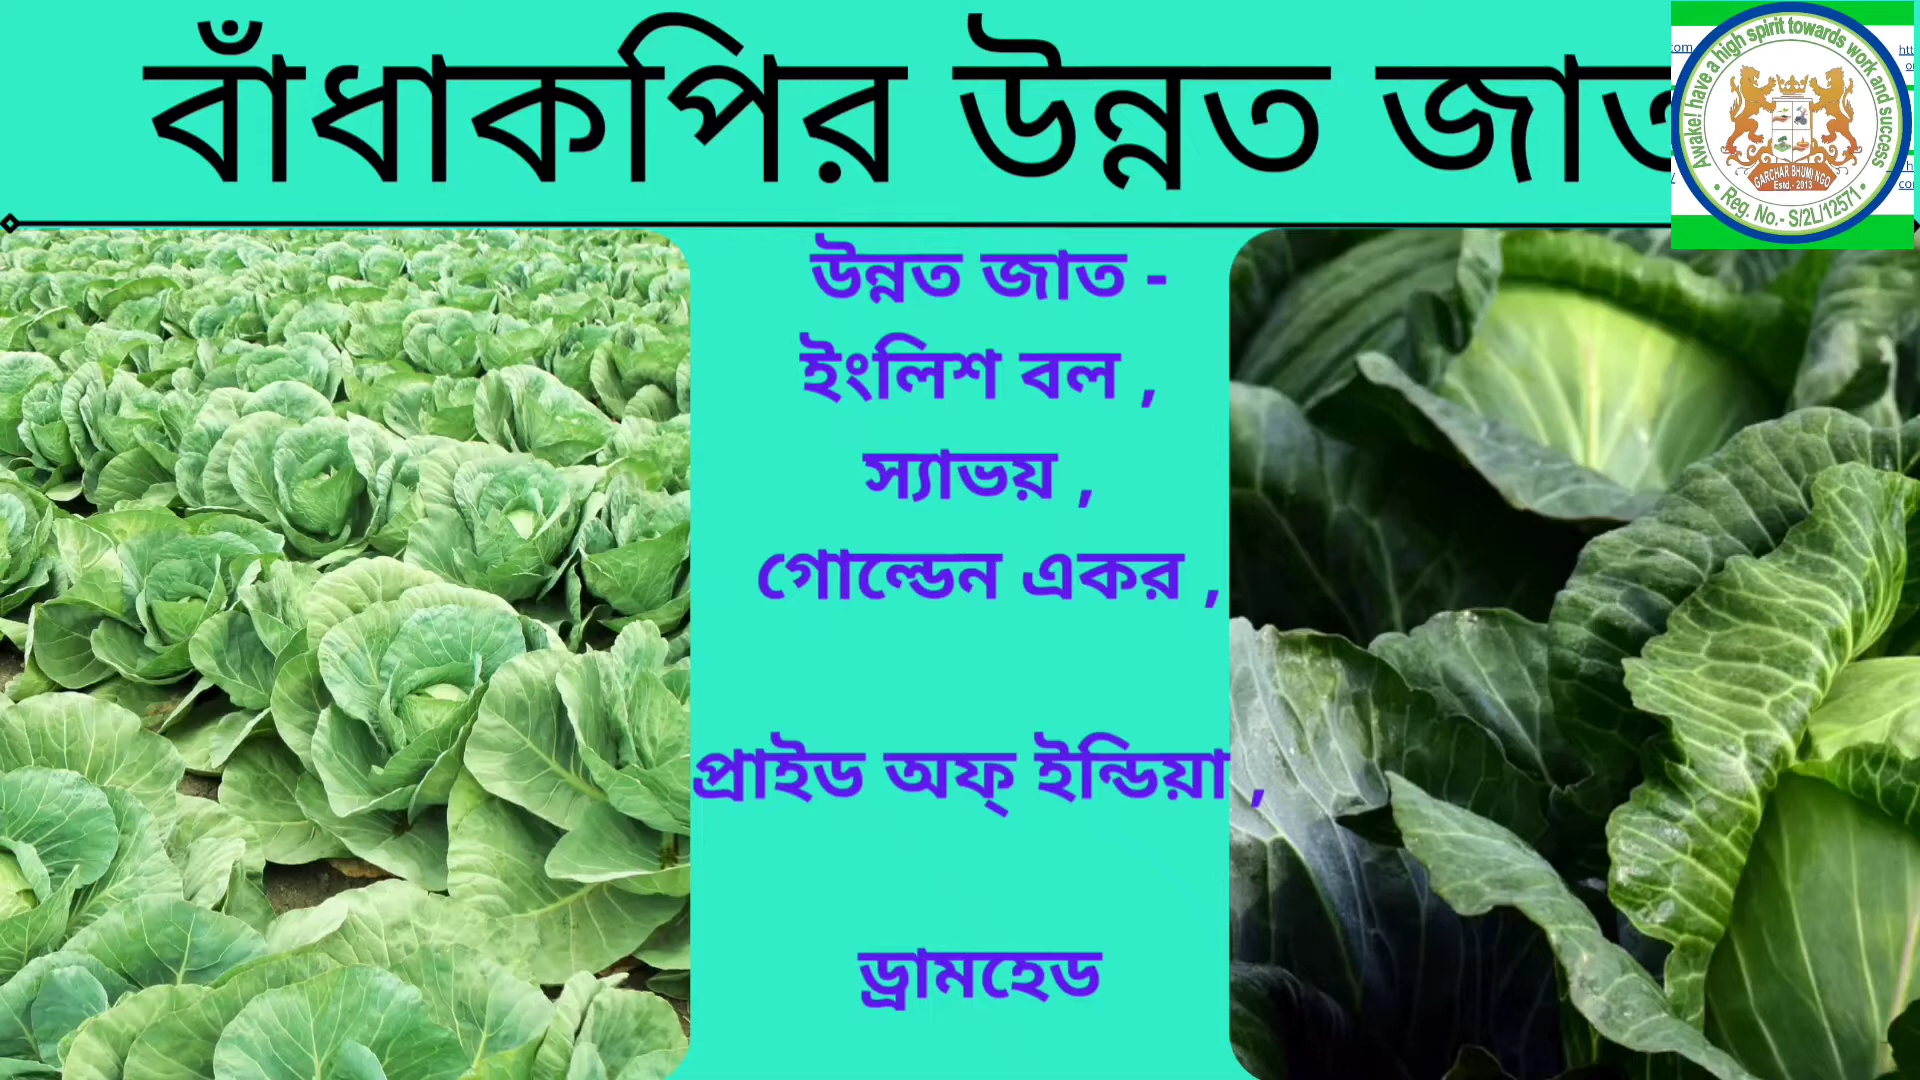 বাঁধাকপির উন্নত জাত
উন্নত জাত -
ইংলিশ বল ,
স্যাভয় ,
গোল্ডেন একর ,
প্রাইড অফ্ ইন্ডিয়া ,
ড্রামহেড
Awake! have a high spirit towards work and success
GARCHAR BHUMI NGO
Estd.- 2013
Reg. No.- S/2L/12571